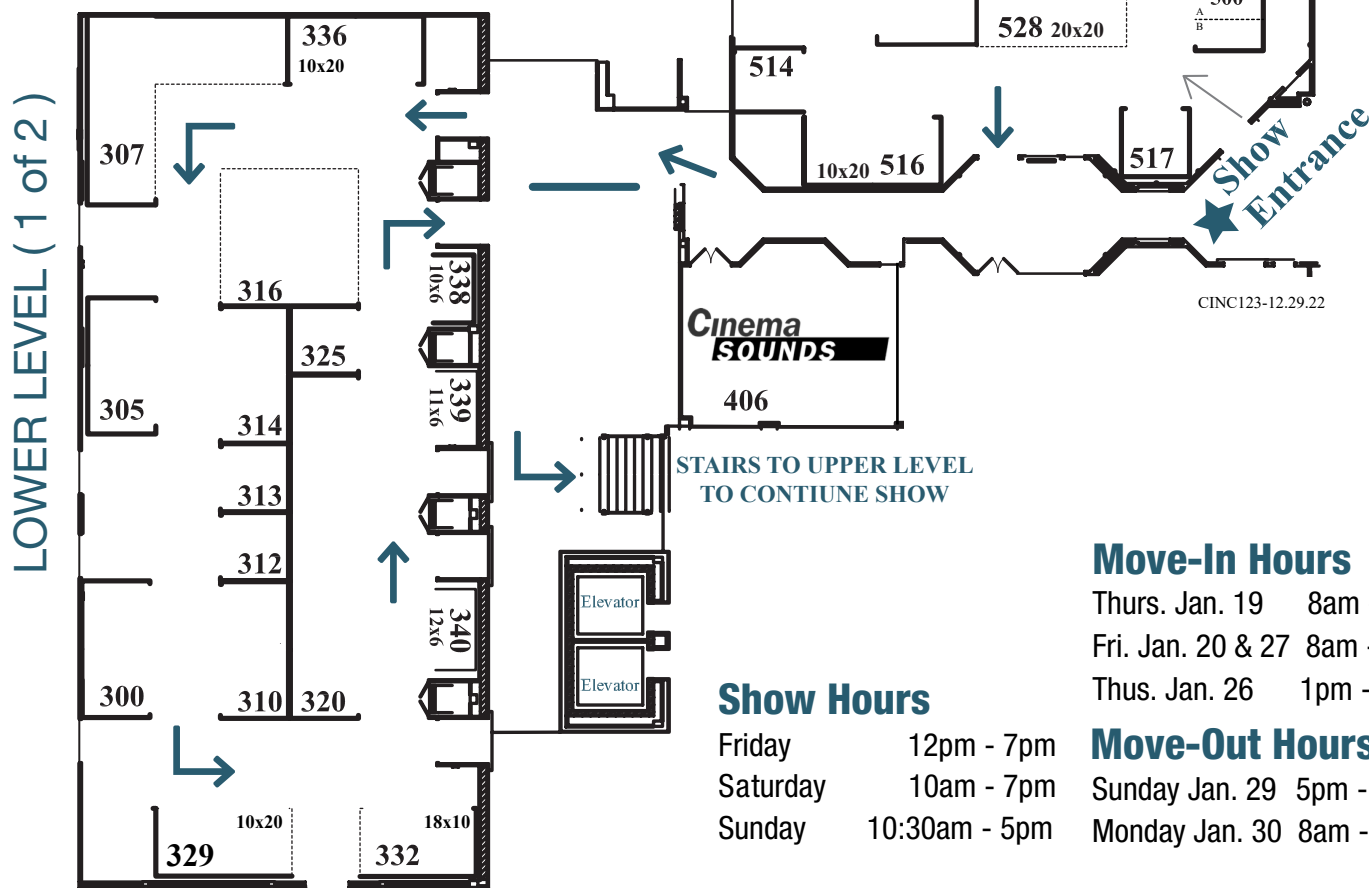 LOWER LEVEL ( 1 of 2 )
336
10x20
307
316
338
10x6
325
339
11x6
305
314
313
312
340
12x6
300
310
320
10x20
329
18x10
332
528 20x20
A
B
514
10x20 516
517
Show
Entrance
CINC123-12.29.22
Cinema
SOUNDS
406
STAIRS TO UPPER LEVEL
TO CONTIUNE SHOW
Elevator
Elevator
Show Hours
Friday 12pm - 7pm
Saturday 10am - 7pm
Sunday 10:30am - 5pm
Move-In Hours
Thurs. Jan. 19 8am
Fri. Jan. 20 & 27 8am -
Thus. Jan. 26 1pm -
Move-Out Hours
Sunday Jan. 29 5pm -
Monday Jan. 30 8am -